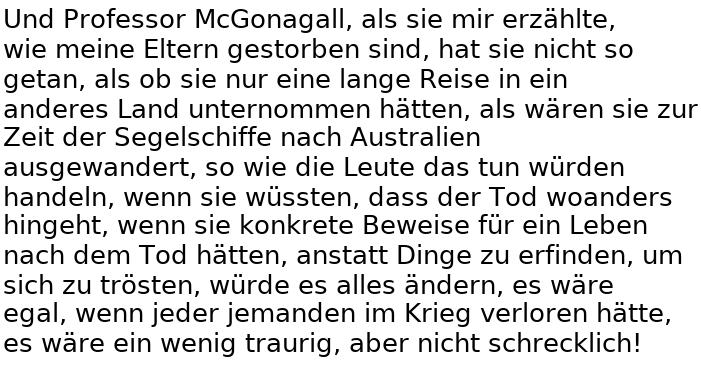 Und Professor McGonagall, als sie mir erzählte,
wie meine Eltern gestorben sind, hat sie nicht so
getan, als ob sie nur eine lange Reise in ein
anderes Land unternommen hätten, als wären sie zur
Zeit der Segelschiffe nach Australien
ausgewandert, so wie die Leute das tun würden
handeln, wenn sie wüssten, dass der Tod woanders
hingeht, wenn sie konkrete Beweise für ein Leben
nach dem Tod hätten, anstatt Dinge zu erfinden, um
sich zu trösten, würde es alles ändern, es wäre
egal, wenn jeder jemanden im Krieg verloren hätte,
es wäre ein wenig traurig, aber nicht schrecklich!